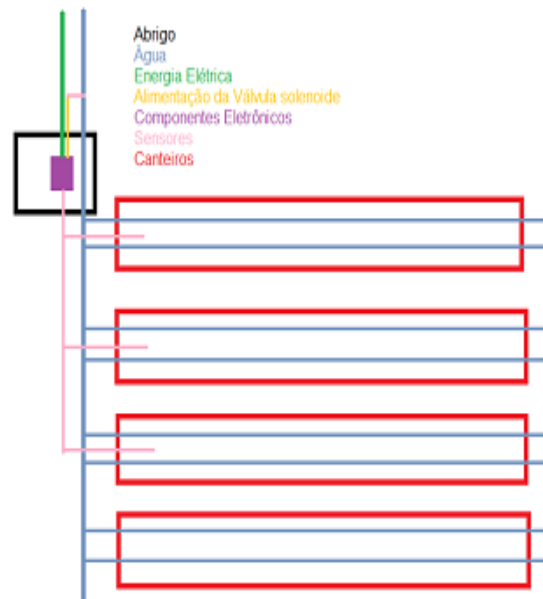 Abrigo
Água
Energia Elétrica
Alimentação da Válvula solenoide
Componentes Eletrônicos
Sensores
Canteiros